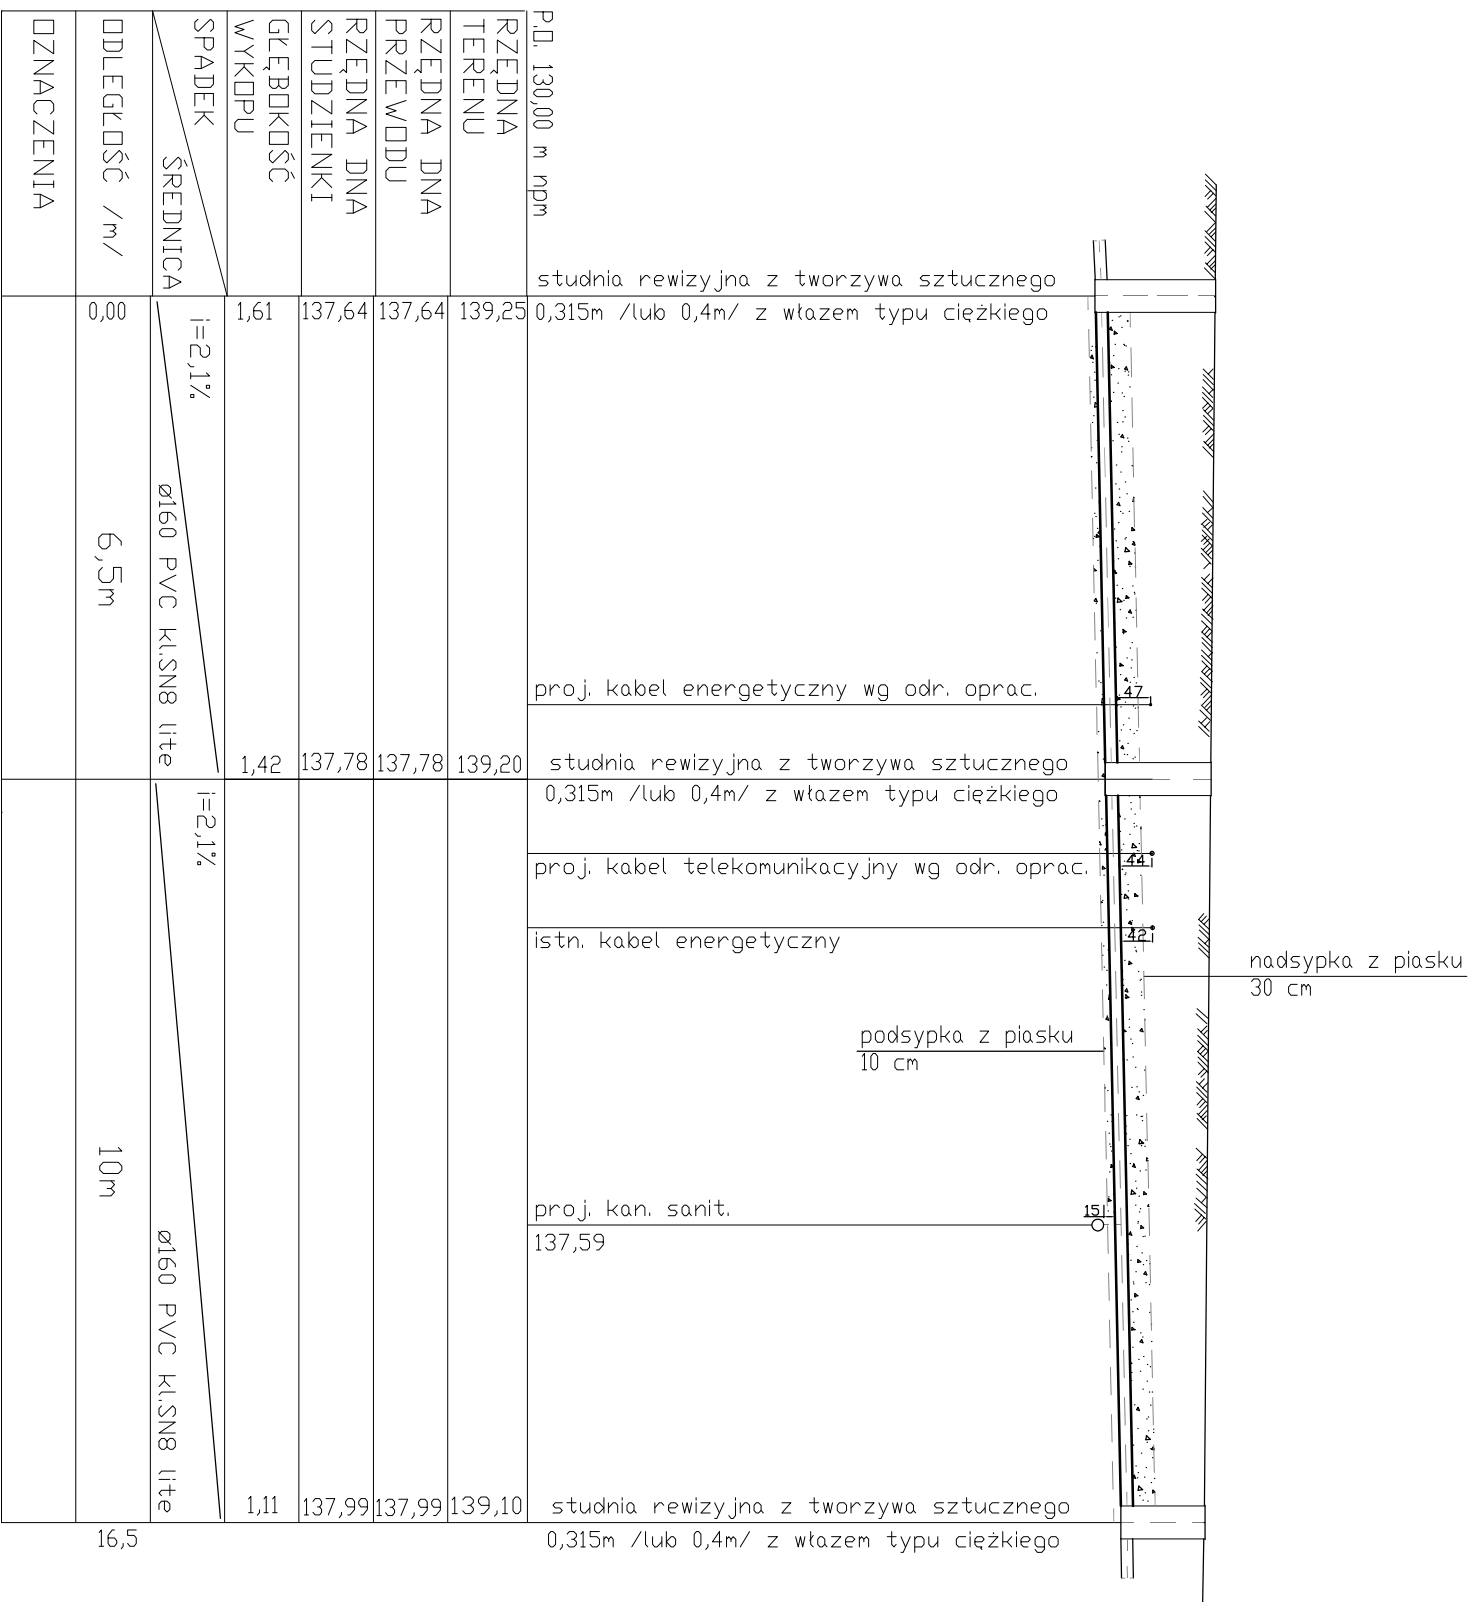 P.O. 130,00 m npm
RZĘDNA
TERENU
RZĘDNA DNA
PRZEWODU
RZĘDNA DNA
STUDZIENKI
GŁĘBOKOŚĆ
WYKOPU
SPADEK
ŚREDNICA
ODLEGŁOŚĆ /m/
OZNACZENIA
studnia rewizyjna z tworzywa sztucznego
0,00 1,61 137,64 137,64 139,25 0,315m /lub 0,4m/ z włazem typu ciężkiego
i=2,1%
ø160 PVC kl.SN8 lite
6,5m
proj. kabel energetyczny wg odr. oprac.
47
1,42 137,78 137,78 139,20 studnia rewizyjna z tworzywa sztucznego
0,315m /lub 0,4m/ z włazem typu ciężkiego
i=2,1%
proj. kabel telekomunikacyjny wg odr. oprac.
44
istn. kabel energetyczny
42
nadsypka z piasku
30 cm
podsypka z piasku
10 cm
10m
proj. kan. sanit.
15
137,59
ø160 PVC kl.SN8 lite
1,11 137,99 137,99 139,10 studnia rewizyjna z tworzywa sztucznego
16,5 0,315m /lub 0,4m/ z włazem typu ciężkiego